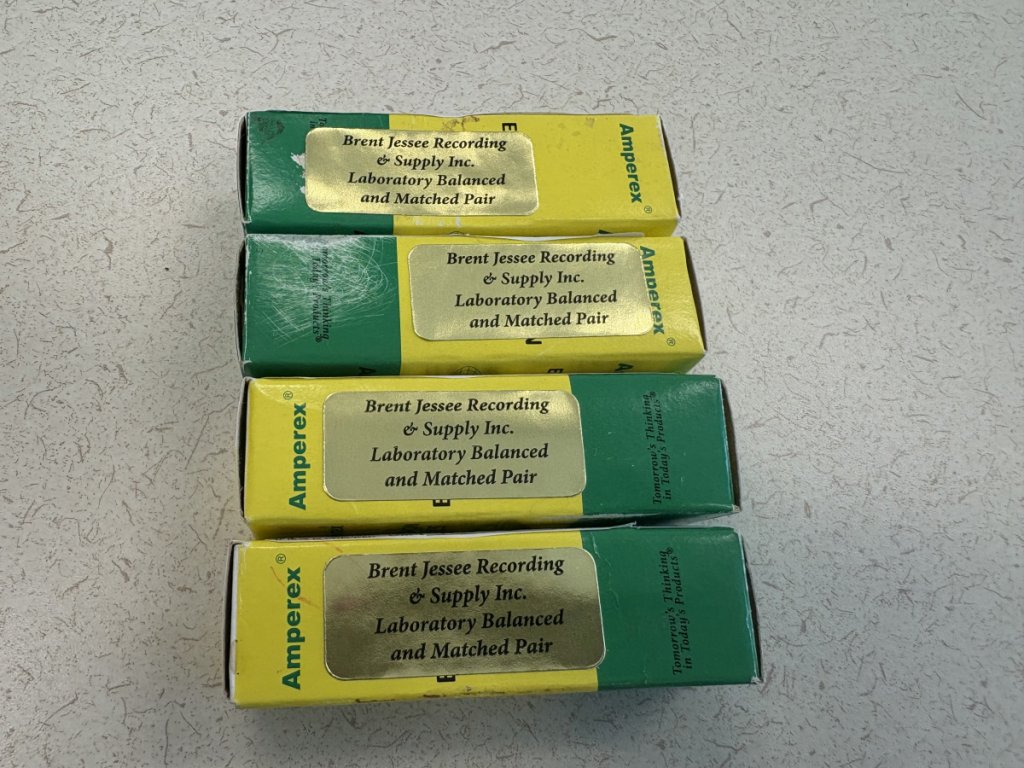 Brent Jessee Recording
& Supply Inc.
Laboratory Balanced
and Matched Pair
Amperex®
Brent Jessee Recording
& Supply Inc.
Laboratory Balanced
and Matched Pair
Amperex®
Amperex®
Brent Jessee Recording
& Supply Inc.
Laboratory Balanced
and Matched Pair
Tomorrow's Thinking
in Today's Products®
Amperex®
Brent Jessee Recording
& Supply Inc.
Laboratory Balanced
and Matched Pair
Tomorrow's Thinking
in Today's Products®